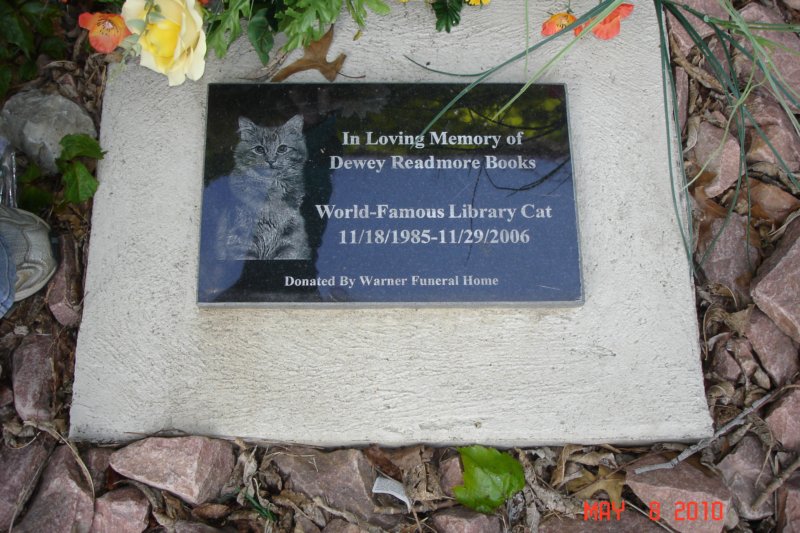 In Loving Memory of
Dewey Readmore Books
World-Famous Library Cat
11/18/1985-11/29/2006
Donated By Warner Funeral Home
MAY 8 2010